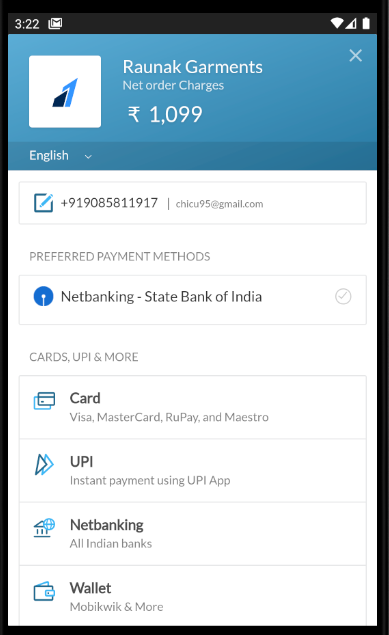 3:22
Raunak Garments
Net order Charges
₹ 1,099
English
+919085811917 | chicu95@gmail.com
PREFERRED PAYMENT METHODS
Netbanking - State Bank of India
CARDS, UPI & MORE
Card
Visa, MasterCard, RuPay, and Maestro
UPI
Instant payment using UPI App
Netbanking
All Indian banks
Wallet
Mobikwik & More